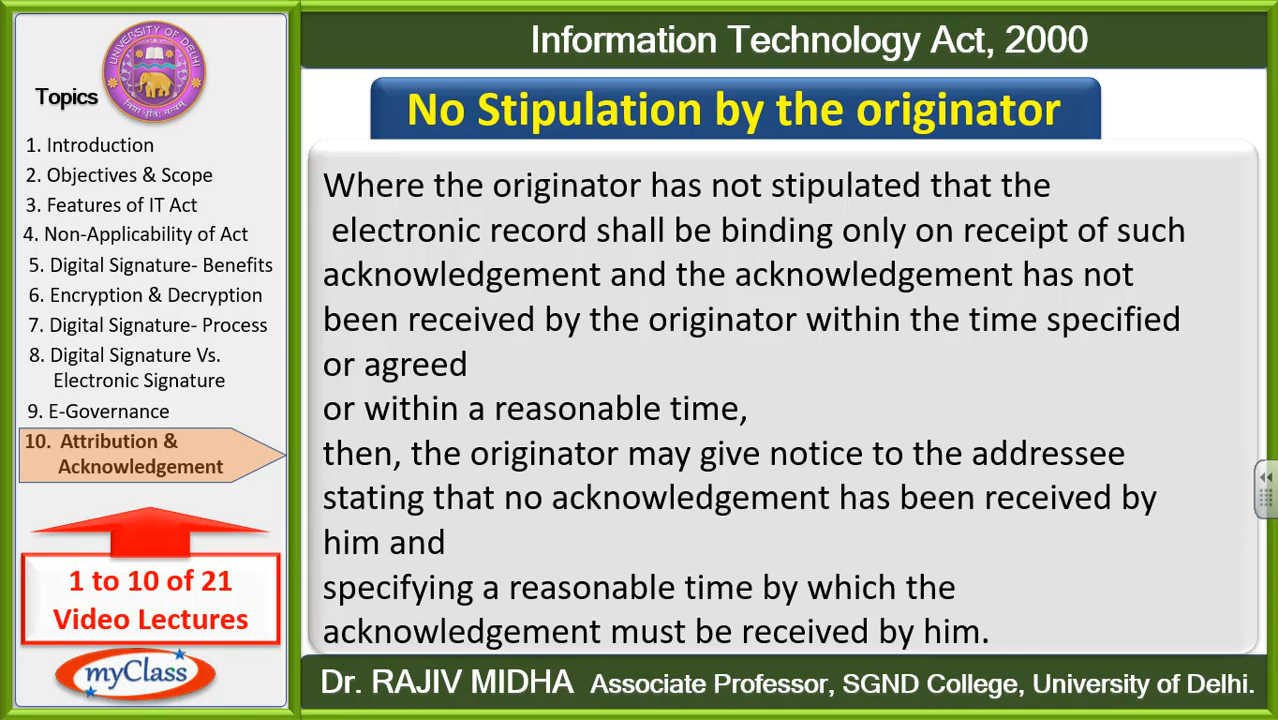 Information Technology Act, 2000
UNIVERSITY OF DELHI
Topics
1. Introduction
2. Objectives & Scope
3. Features of IT Act
4. Non-Applicability of Act
5. Digital Signature- Benefits
6. Encryption & Decryption
7. Digital Signature- Process
8. Digital Signature Vs.
Electronic Signature
9. E-Governance
10. Attribution &
Acknowledgement
1 to 10 of 21
Video Lectures
myClass
No Stipulation by the originator
Where the originator has not stipulated that the
electronic record shall be binding only on receipt of such
acknowledgement and the acknowledgement has not
been received by the originator within the time specified
or agreed
or within a reasonable time,
then, the originator may give notice to the addressee
stating that no acknowledgement has been received by
him and
specifying a reasonable time by which the
acknowledgement must be received by him.
Dr. RAJIV MIDHA Associate Professor, SGND College, University of Delhi.